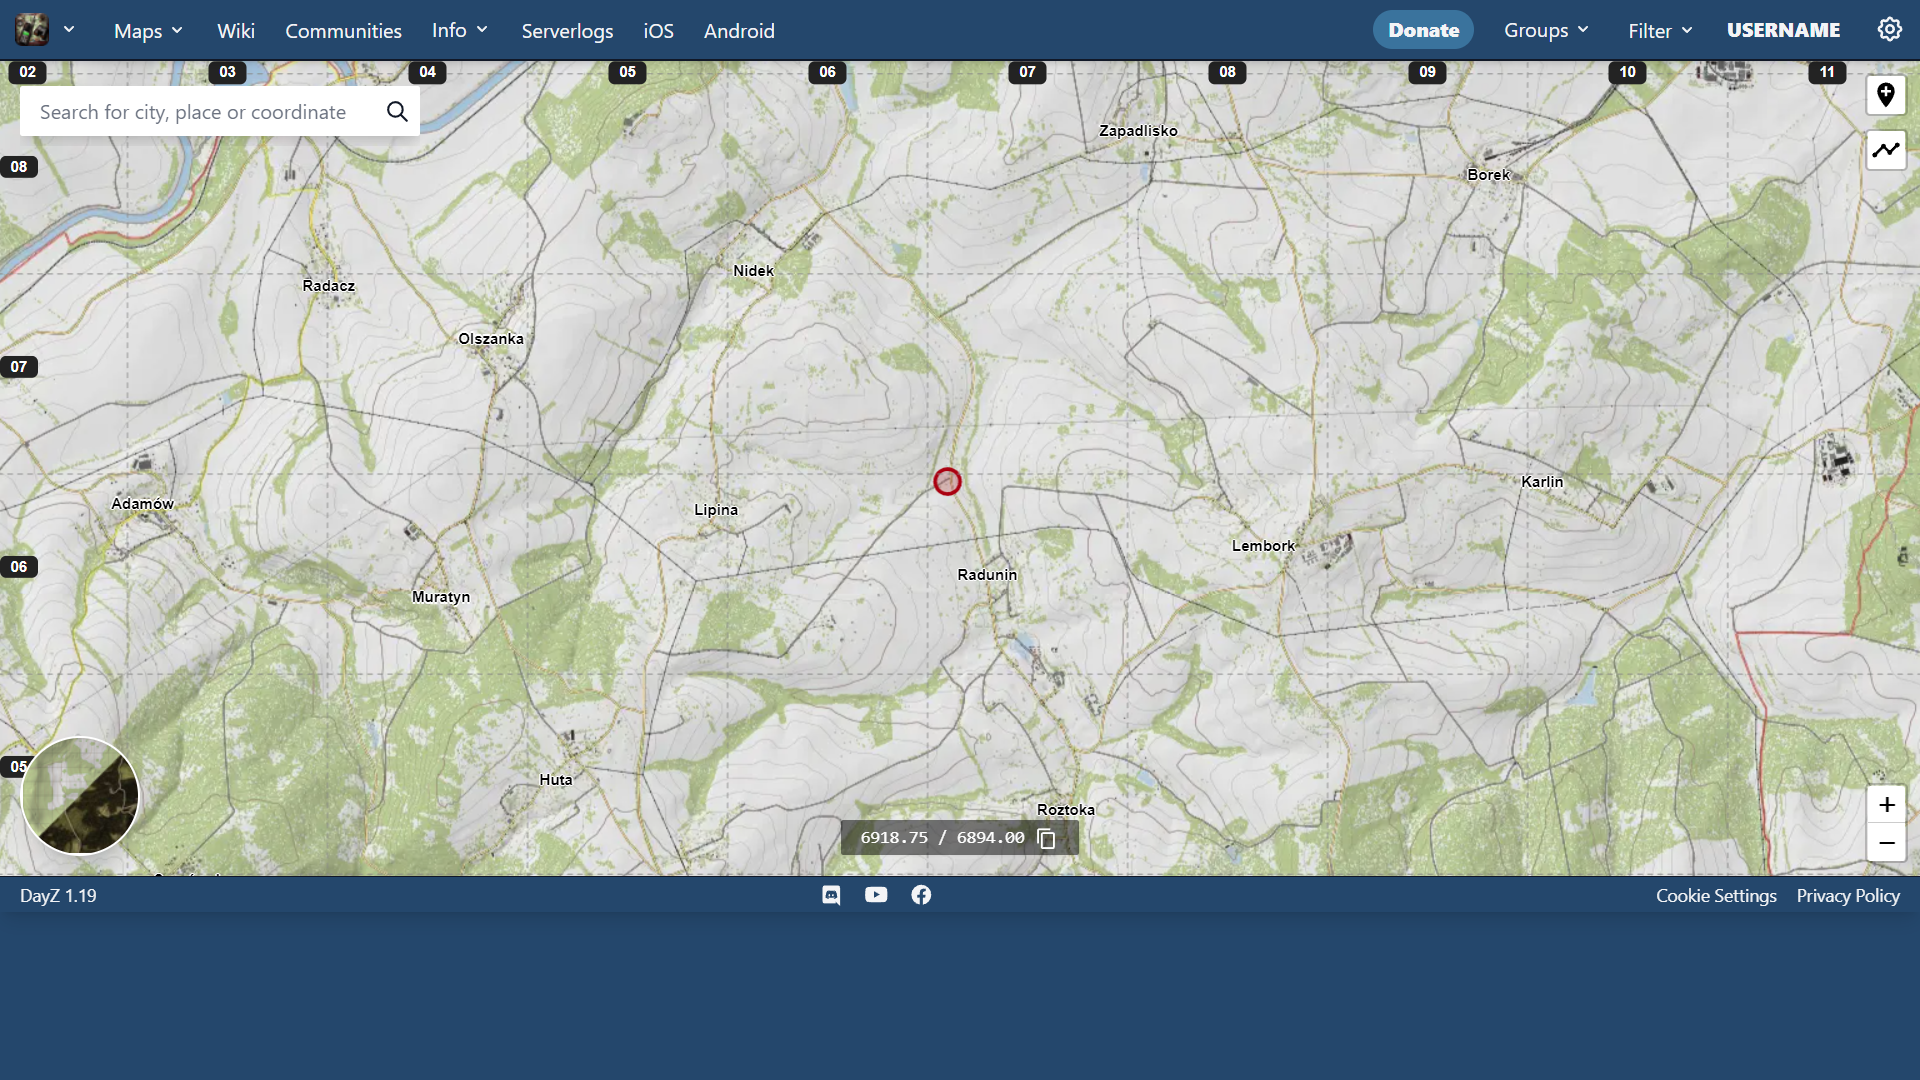 Maps Wiki Communities Info Serverlogs iOS Android Donate Groups Filter USERNAME
02 03 04 05 06 07 08 09 10 11
Search for city, place or coordinate
Zapadlisko
08
Borek
Nidek
Radacz
Olszanka
07
Karlin
Adamów
Lipina
Lembork
06
Radunin
Muratyn
05
Huta
Roztoka
6918.75 / 6894.00
DayZ 1.19
Cookie Settings Privacy Policy